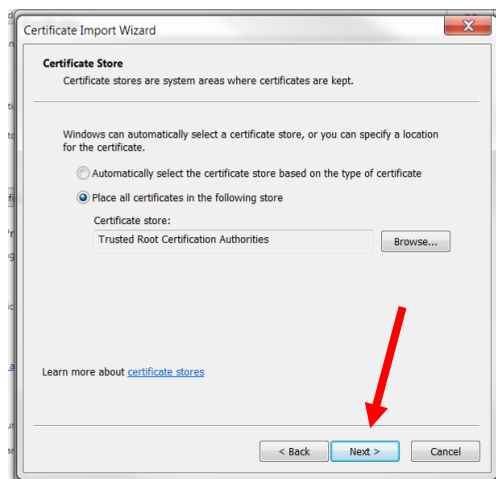 Certificate Import Wizard
Certificate Store
Certificate stores are system areas where certificates are kept.
Windows can automatically select a certificate store, or you can specify a location
for the certificate.
Automatically select the certificate store based on the type of certificate
Place all certificates in the following store
Certificate store:
Trusted Root Certification Authorities
Browse...
Learn more about certificate stores
< Back
Next >
Cancel